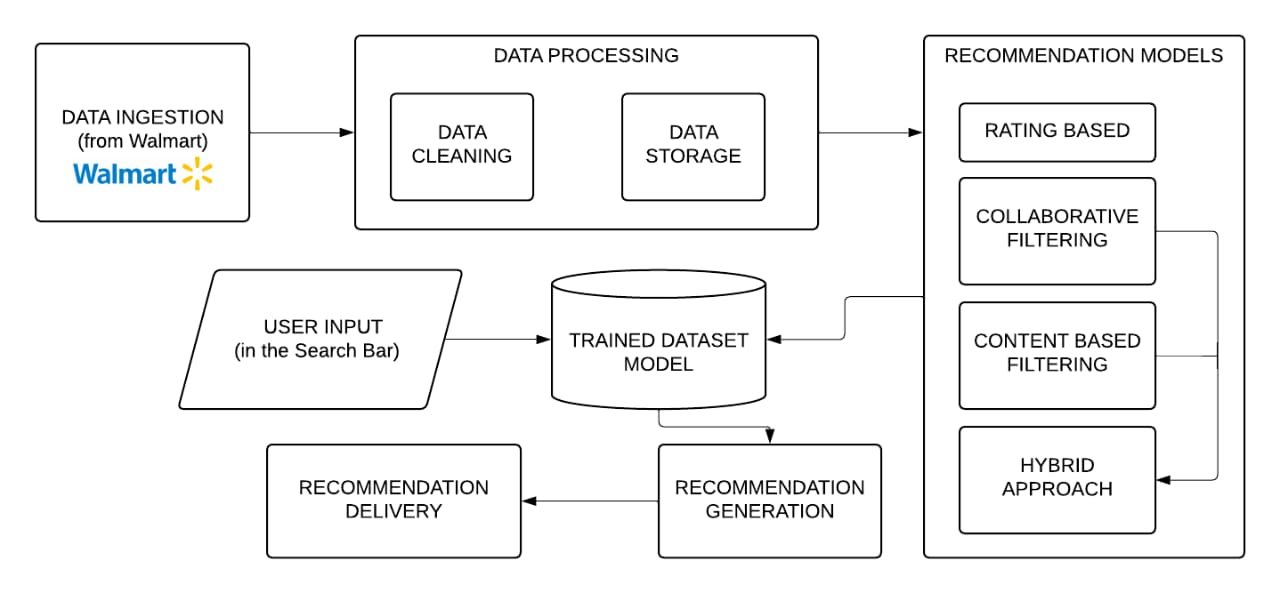 DATA INGESTION
(from Walmart)
Walmart
DATA PROCESSING
DATA
CLEANING
DATA
STORAGE
RECOMMENDATION MODELS
RATING BASED
COLLABORATIVE
FILTERING
CONTENT BASED
FILTERING
HYBRID
APPROACH
USER INPUT
(in the Search Bar)
TRAINED DATASET
MODEL
RECOMMENDATION
GENERATION
RECOMMENDATION
DELIVERY